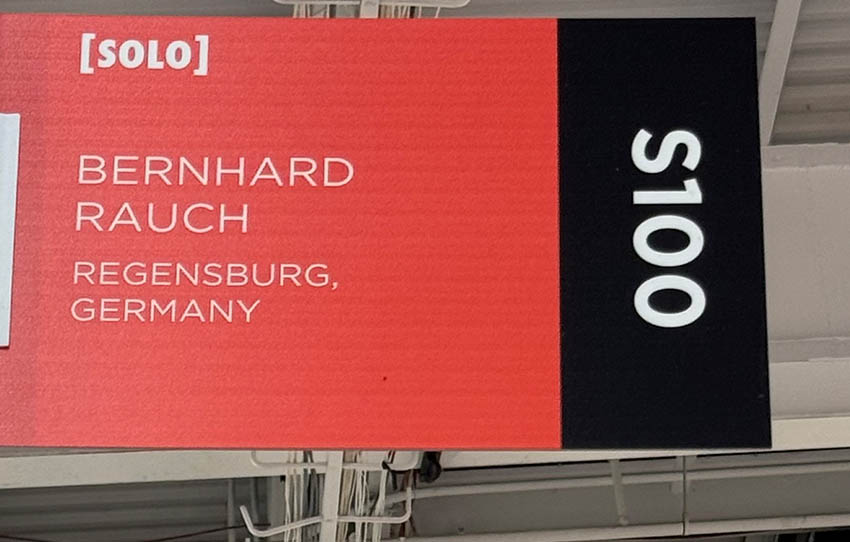 [SOLO]
BERNHARD
RAUCH
REGENSBURG,
GERMANY
S100